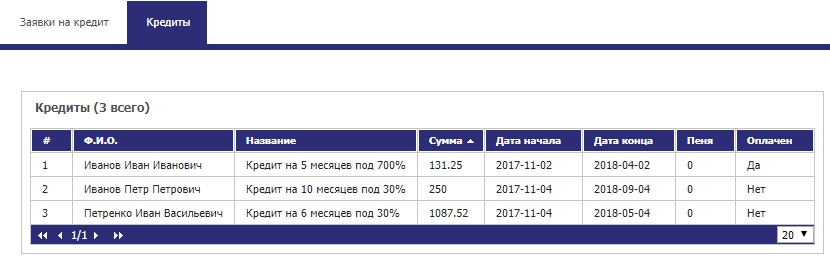 Заявки на кредит Кредиты
Кредиты (3 всего)
# Ф.И.О. Название Сумма Дата начала Дата конца Пеня Оплачен
1 Иванов Иван Иванович Кредит на 5 месяцев под 700% 131.25 2017-11-02 2018-04-02 0 Да
2 Иванов Петр Петрович Кредит на 10 месяцев под 30% 250 2017-11-04 2018-09-04 0 Нет
3 Петренко Иван Васильевич Кредит на 6 месяцев под 30% 1087.52 2017-11-04 2018-05-04 0 Нет
1/1 20